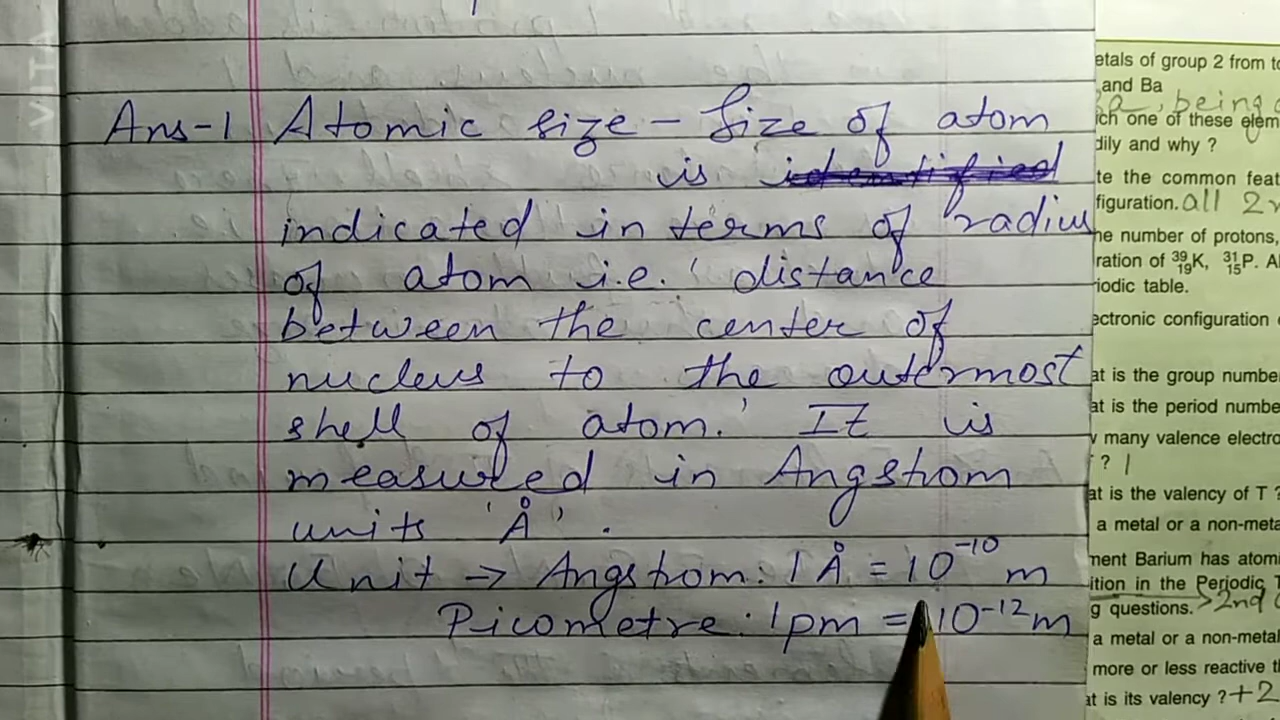 VITA
Ans-1 Atomic size - Size of atom
is identified
indicated in terms of radius
of atom i.e. 'distance
between the center of
nucleus to the outermost
shell of atom.' It is
measured in Angstrom
units 'Å'.
Unit → Angstrom: 1 Å = 10⁻¹⁰ m
Picometre: 1pm = 10⁻¹² m
etals of group 2 from to
and Ba
Ba, being
ich one of these elem
dily and why ?
te the common feat
figuration. all 2
he number of protons,
ration of ³⁹₁₉K, ³¹₁₅P. A
iodic table.
ectronic configuration
at is the group numbe
at is the period numbe
many valence electro
? 1
at is the valency of T ?
a metal or a non-meta
ment Barium has atom
ition in the Periodic T
g questions. >2nd
a metal or a non-metal
more or less reactive t
at is its valency ? +2